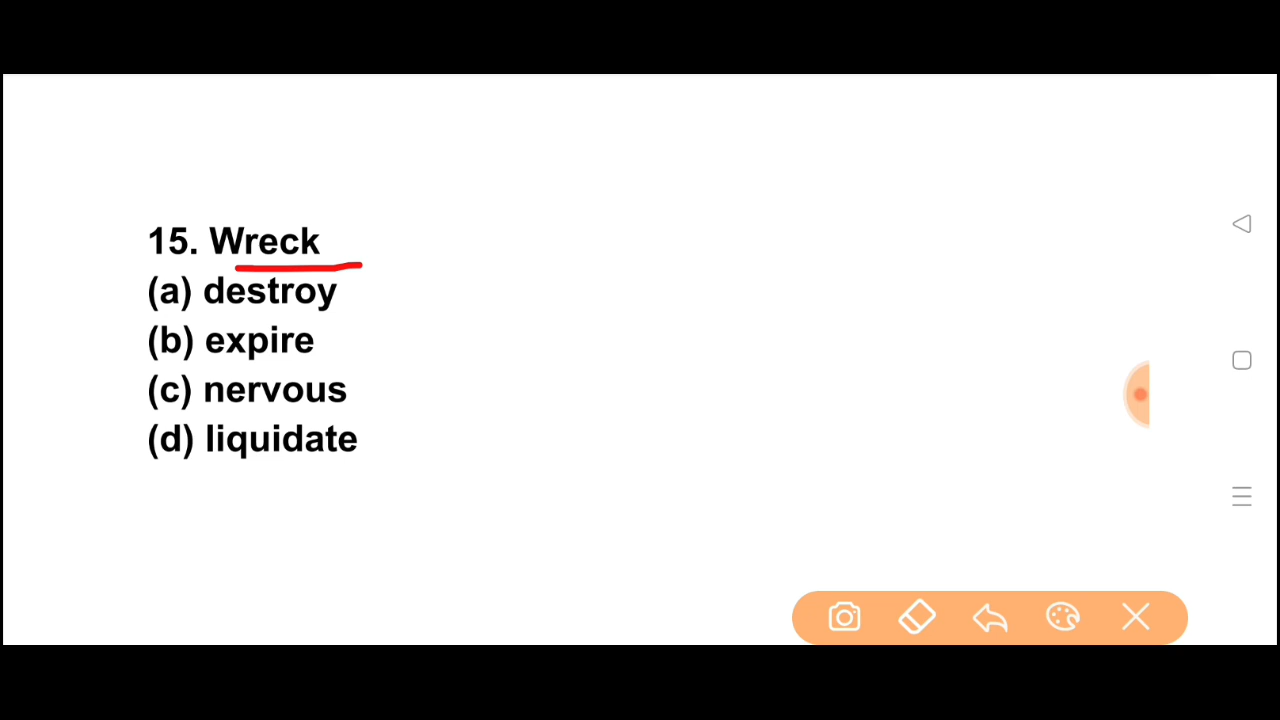 15. Wreck
(a) destroy
(b) expire
(c) nervous
(d) liquidate